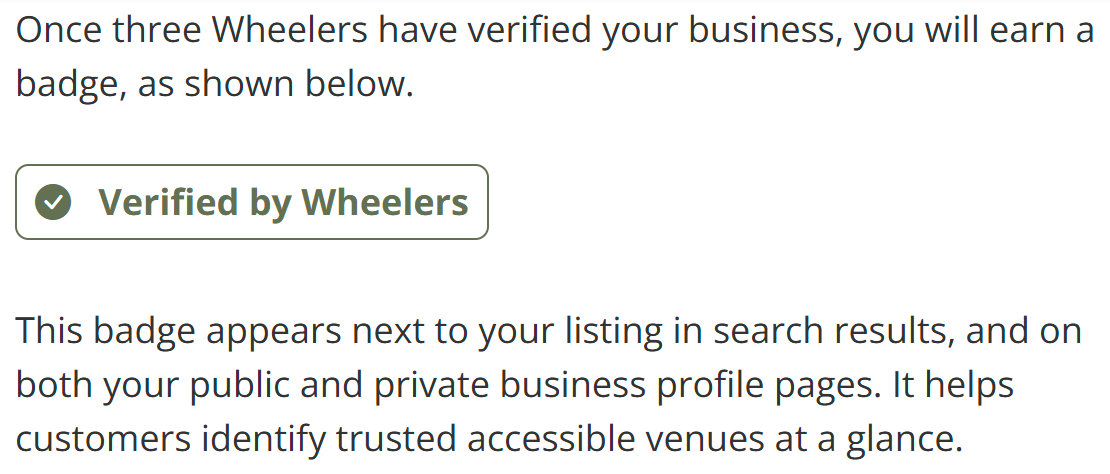 Once three Wheelers have verified your business, you will earn a
badge, as shown below.
Verified by Wheelers
This badge appears next to your listing in search results, and on
both your public and private business profile pages. It helps
customers identify trusted accessible venues at a glance.